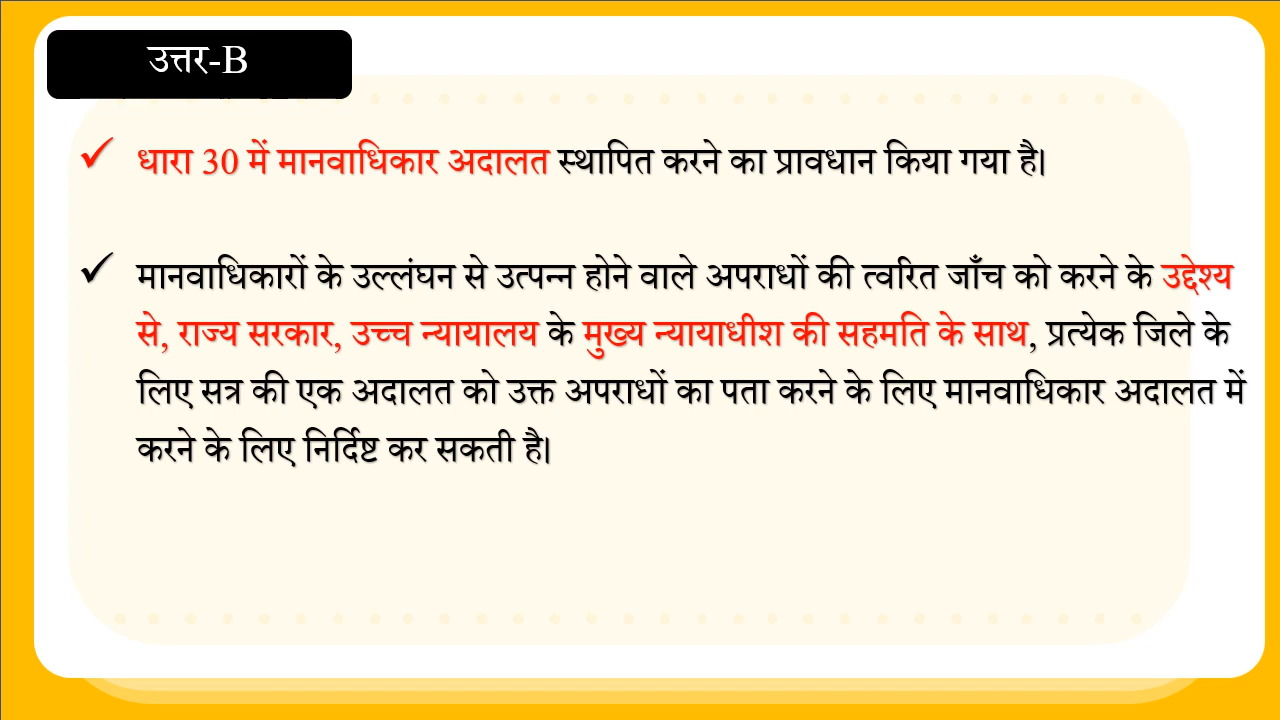 उत्तर-B
✓ धारा 30 में मानवाधिकार अदालत स्थापित करने का प्रावधान किया गया है।
✓ मानवाधिकारों के उल्लंघन से उत्पन्न होने वाले अपराधों की त्वरित जाँच को करने के उद्देश्य
से, राज्य सरकार, उच्च न्यायालय के मुख्य न्यायाधीश की सहमति के साथ, प्रत्येक जिले के
लिए सत्र की एक अदालत को उक्त अपराधों का पता करने के लिए मानवाधिकार अदालत में
करने के लिए निर्दिष्ट कर सकती है।